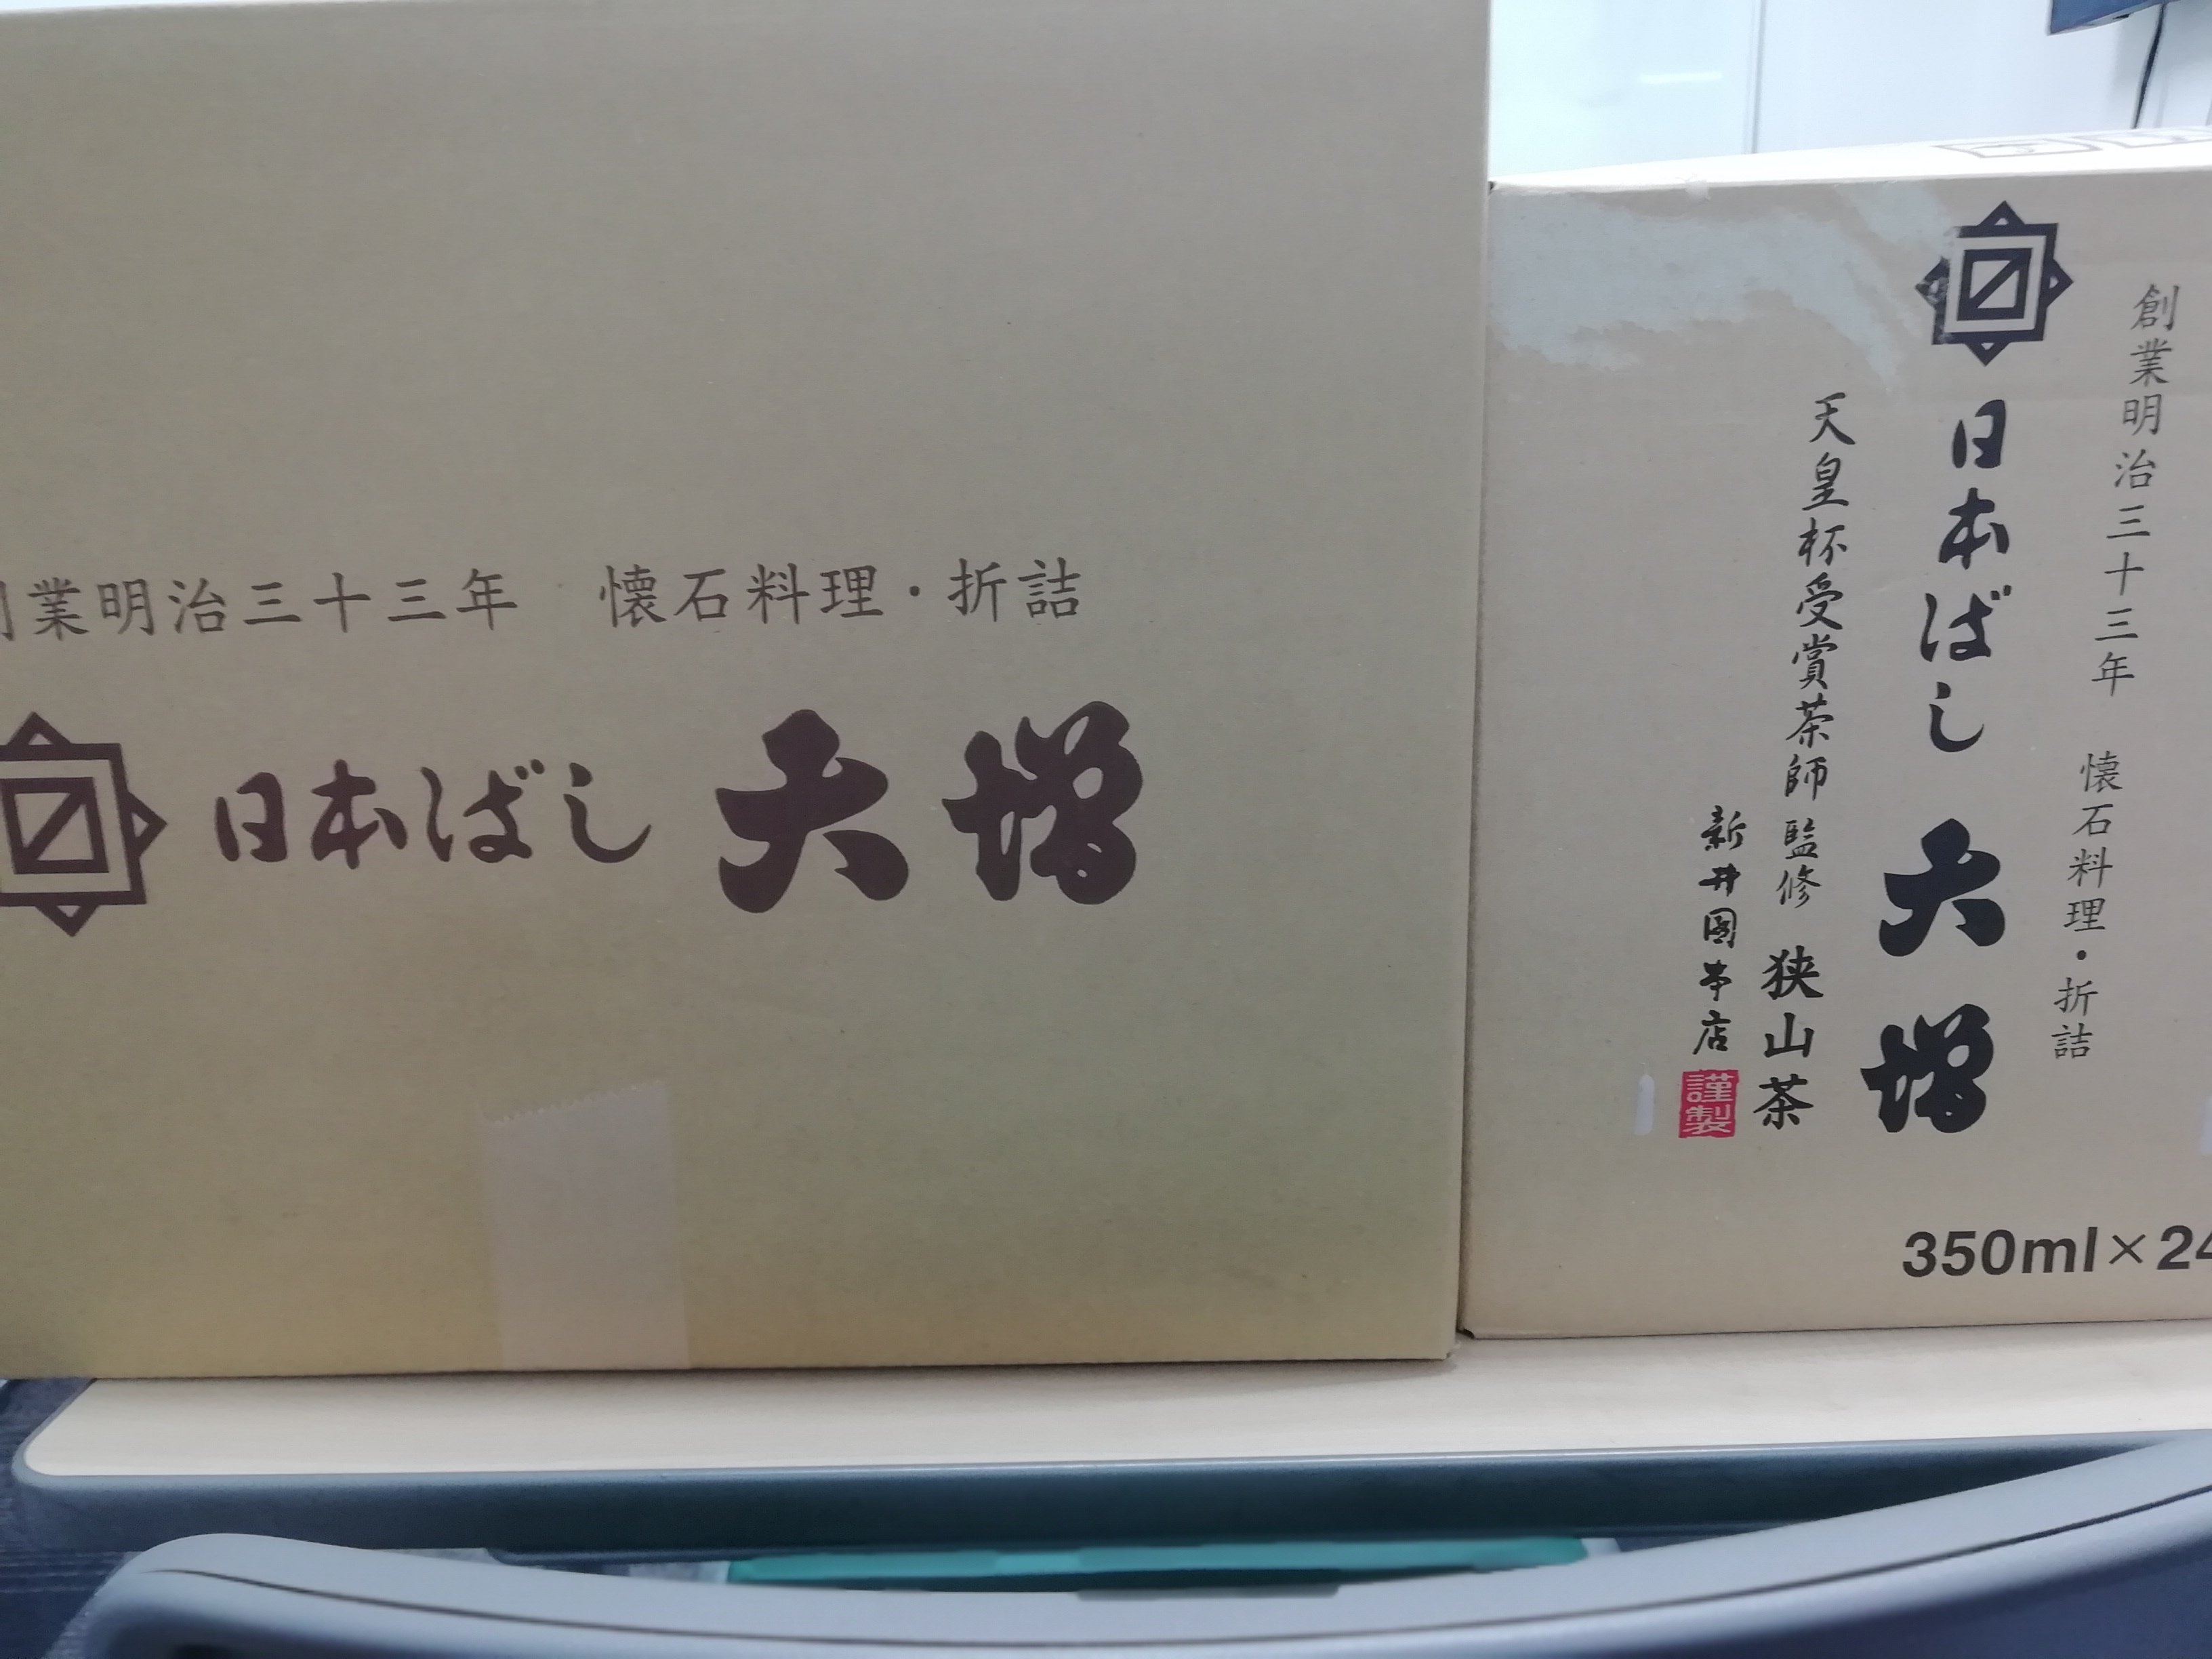 創業明治三十三年　懐石料理・折詰
日本ばし 大増
創業明治三十三年　懐石料理・折詰
日本ばし 大増
天皇杯受賞茶師 監修 狭山茶
新井園本店
謹製
350ml×24